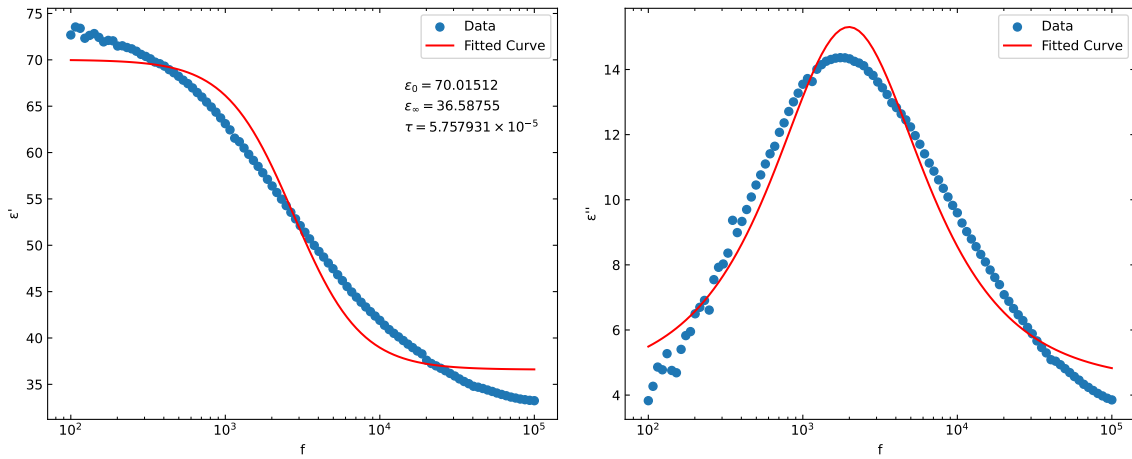 75
70
65
60
55
50
45
40
35
ε'
10²
10³
10⁴
10⁵
f
Data
Fitted Curve
ε₀ = 70.01512
ε∞ = 36.58755
τ = 5.757931 × 10⁻⁵
14
12
10
8
6
4
ε''
10²
10³
10⁴
10⁵
f
Data
Fitted Curve